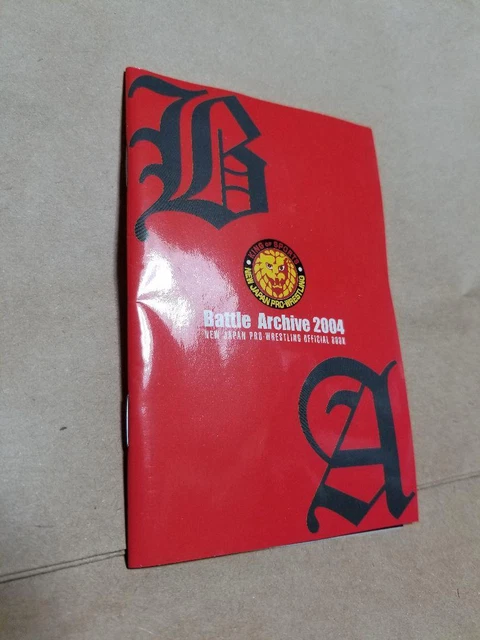 B
KING OF SPORTS
NEW JAPAN PRO-WRESTLING
Battle Archive 2004
NEW JAPAN PRO-WRESTLING OFFICIAL BOOK
A